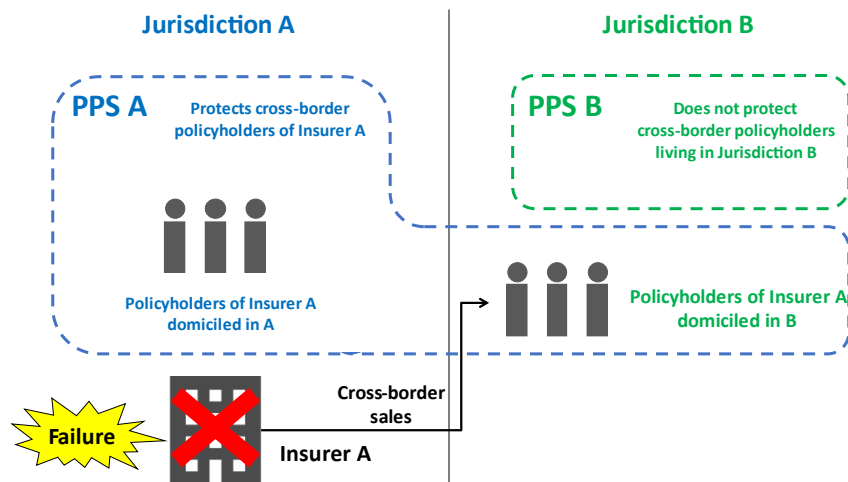 Jurisdiction A
Jurisdiction B
PPS A
Protects cross-border
policyholders of Insurer A
PPS B
Does not protect
cross-border policyholders
living in Jurisdiction B
Policyholders of Insurer A
domiciled in A
Policyholders of Insurer A
domiciled in B
Cross-border
sales
Failure
Insurer A